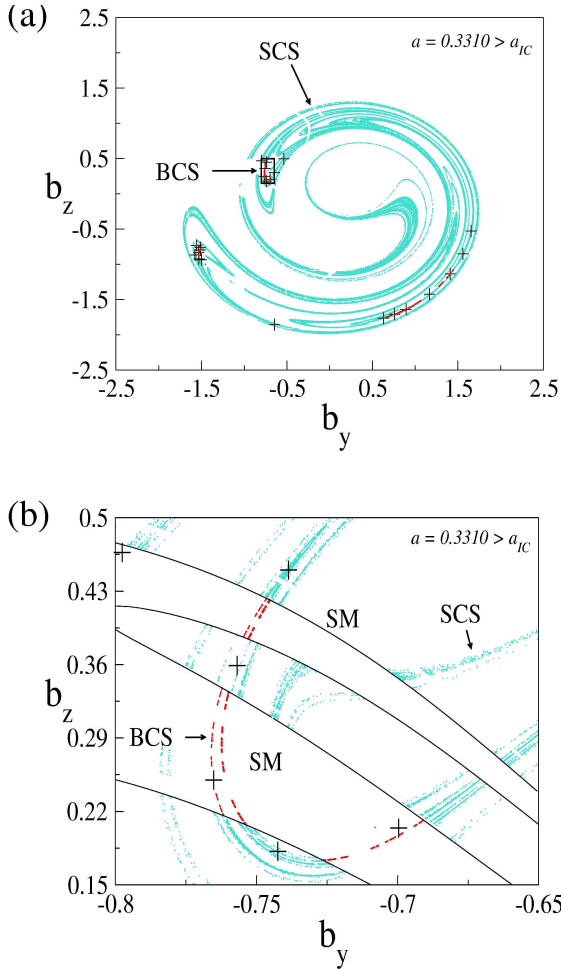 (a)
2.5
a = 0.3310 > a_IC
SCS
1.5
0.5
BCS
b_z
-0.5
-1.5
-2.5
-2.5 -1.5 -0.5 0.5 1.5 2.5
b_y
(b)
0.5
a = 0.3310 > a_IC
0.43
SM
SCS
0.36
b_z
0.29
BCS
SM
0.22
0.15
-0.8 -0.75 -0.7 -0.65
b_y